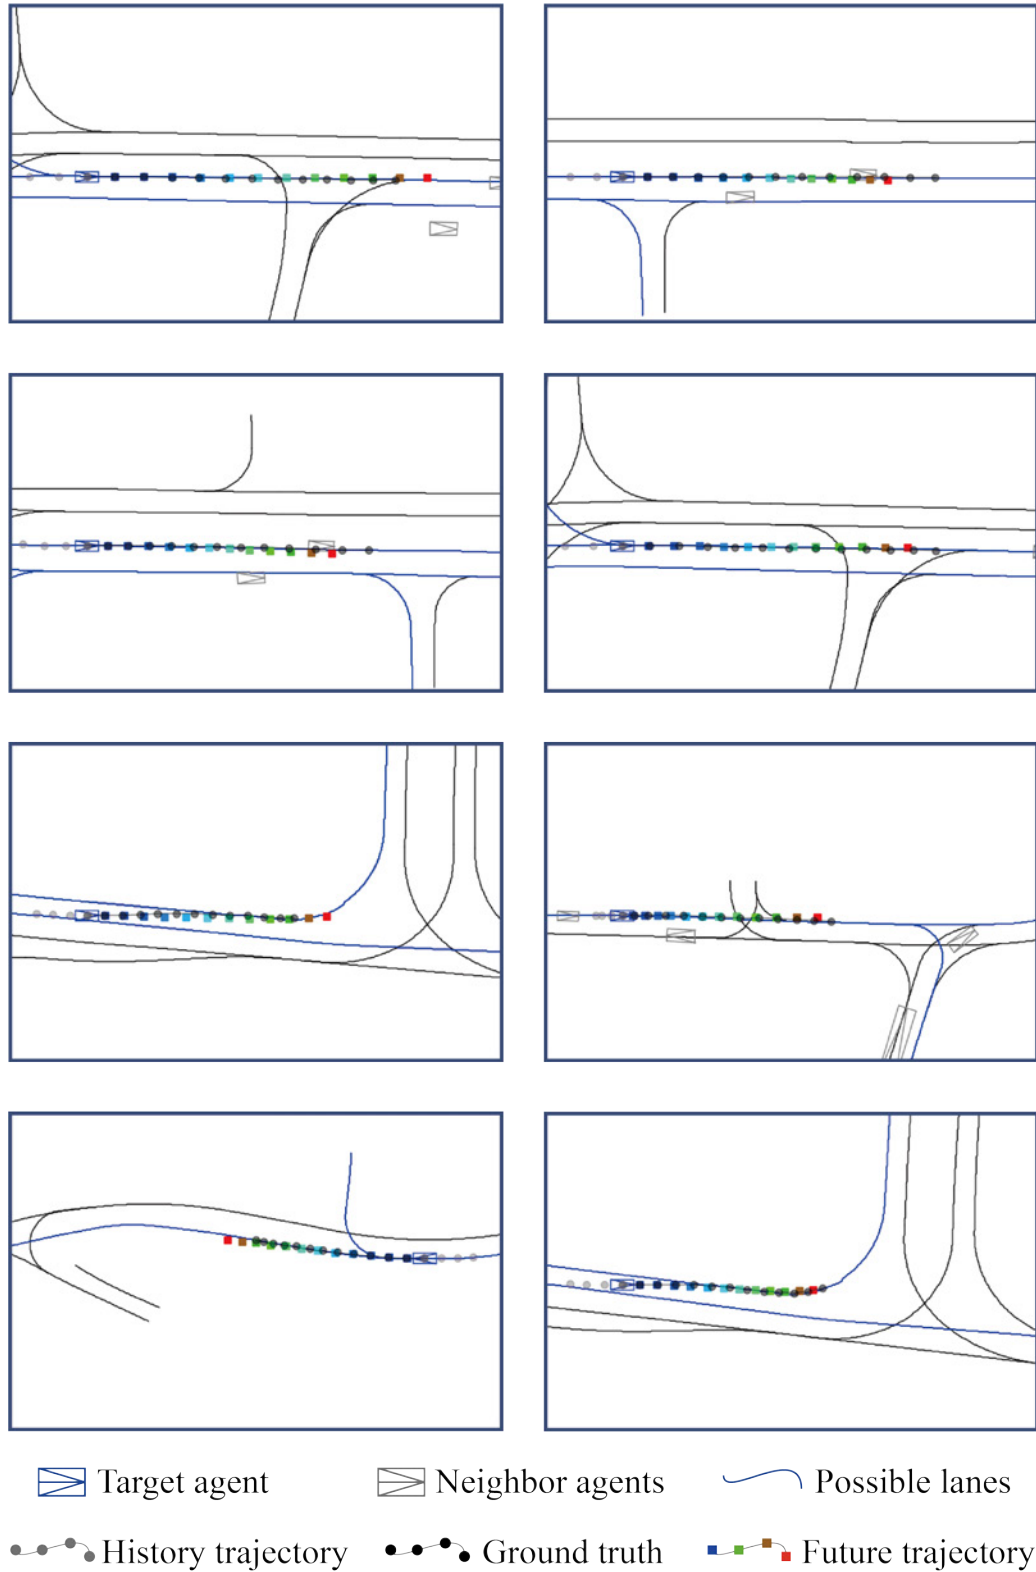 Target agent Neighbor agents Possible lanes
History trajectory Ground truth Future trajectory